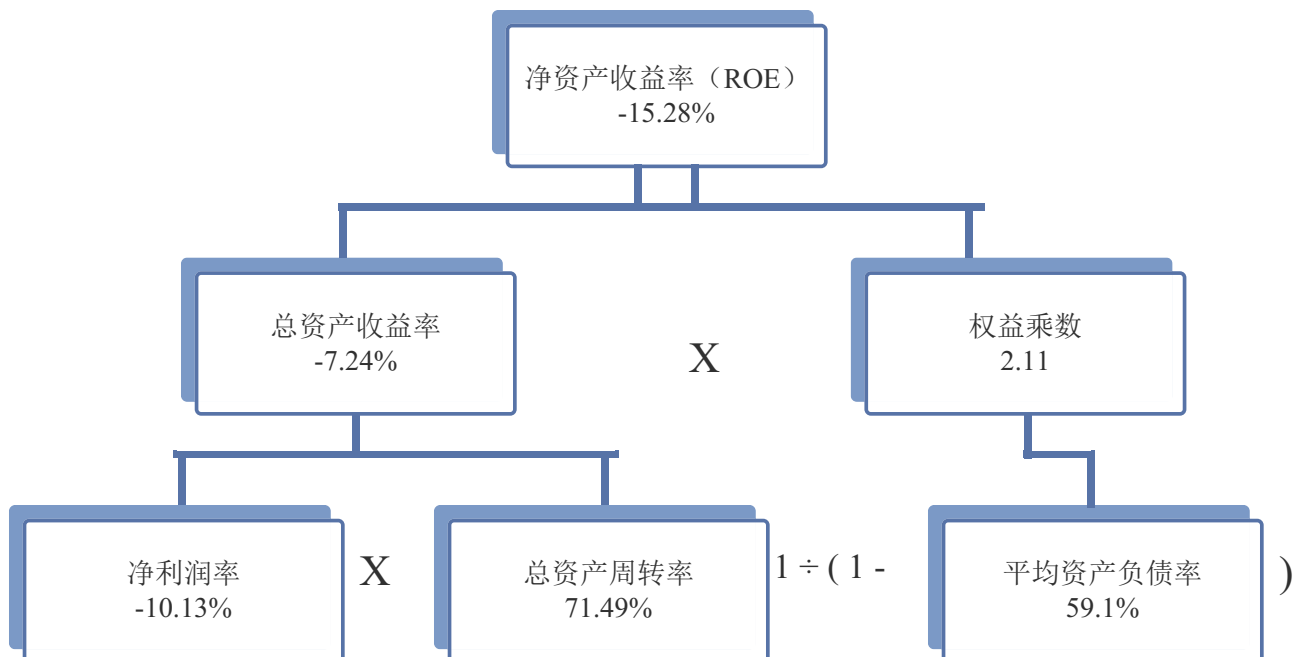 净资产收益率（ROE）
-15.28%
总资产收益率
-7.24%
X
权益乘数
2.11
净利润率
-10.13%
X
总资产周转率
71.49%
1 ÷ ( 1 -
平均资产负债率
59.1%
)